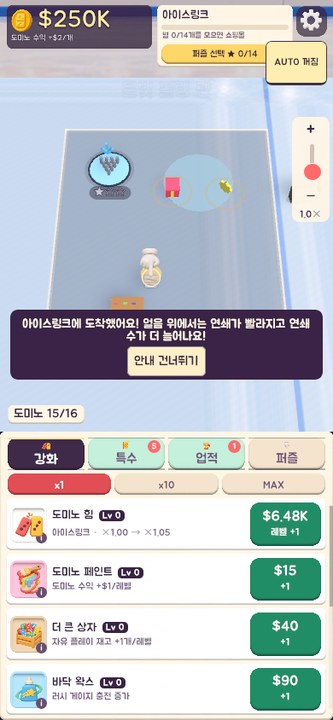 $250K
도미노 수익 +$2/개
아이스링크
별 0/14개를 모으면 쇼핑몰
퍼즐 선택 ★ 0/14
AUTO 꺼짐
+
−
1.0×
아이스링크에 도착했어요! 얼음 위에서는 연쇄가 빨라지고 연쇄
수가 더 늘어나요!
안내 건너뛰기
도미노 15/16
강화
특수
5
업적
1
퍼즐
x1
x10
MAX
도미노 힘 Lv 0
아이스링크 · ×1.00 → ×1.05
$6.48K
레벨 +1
도미노 페인트 Lv 0
도미노 수익 +$1/레벨
$15
+1
더 큰 상자 Lv 0
자유 플레이 재고 +1개/레벨
$40
+1
바닥 왁스 Lv 0
러시 게이지 충전 증가
$90
+1